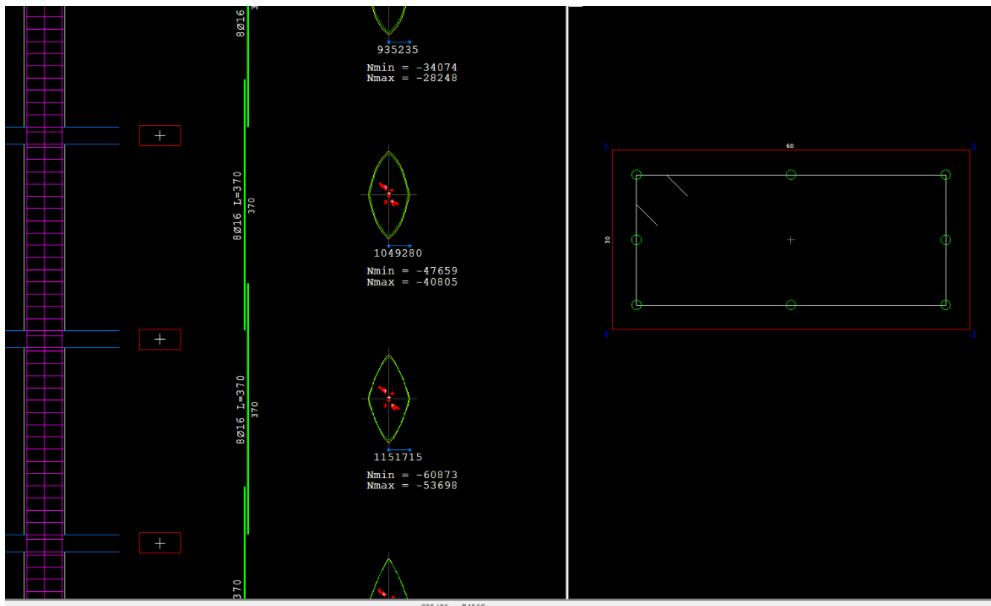 8Ø16
935235
Nmin = -34074
Nmax = -28248
8Ø16 L=370
370
1049280
Nmin = -47659
Nmax = -40805
8Ø16 L=370
370
1151715
Nmin = -60873
Nmax = -53698
370
60
30